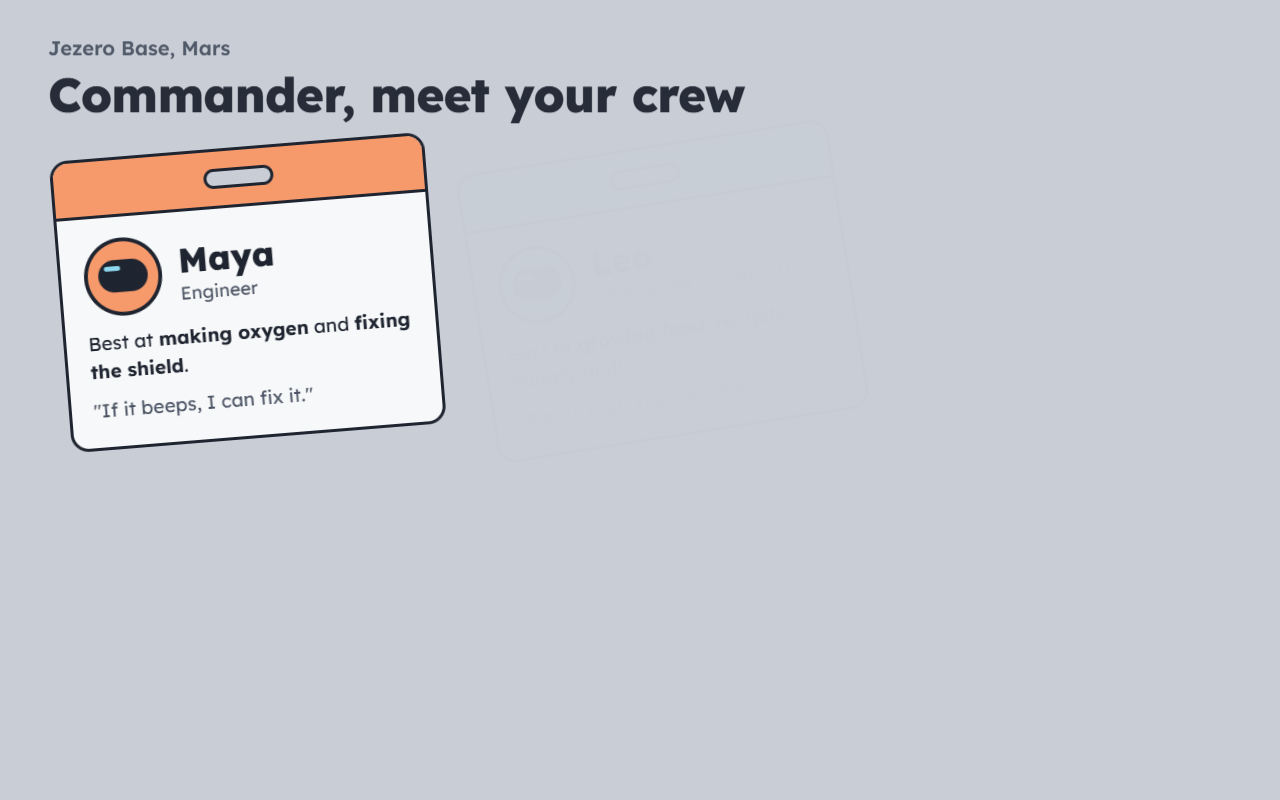 Jezero Base, Mars
Commander, meet your crew
Maya
Engineer
Best at making oxygen and fixing
the shield.
"If it beeps, I can fix it."
Leo